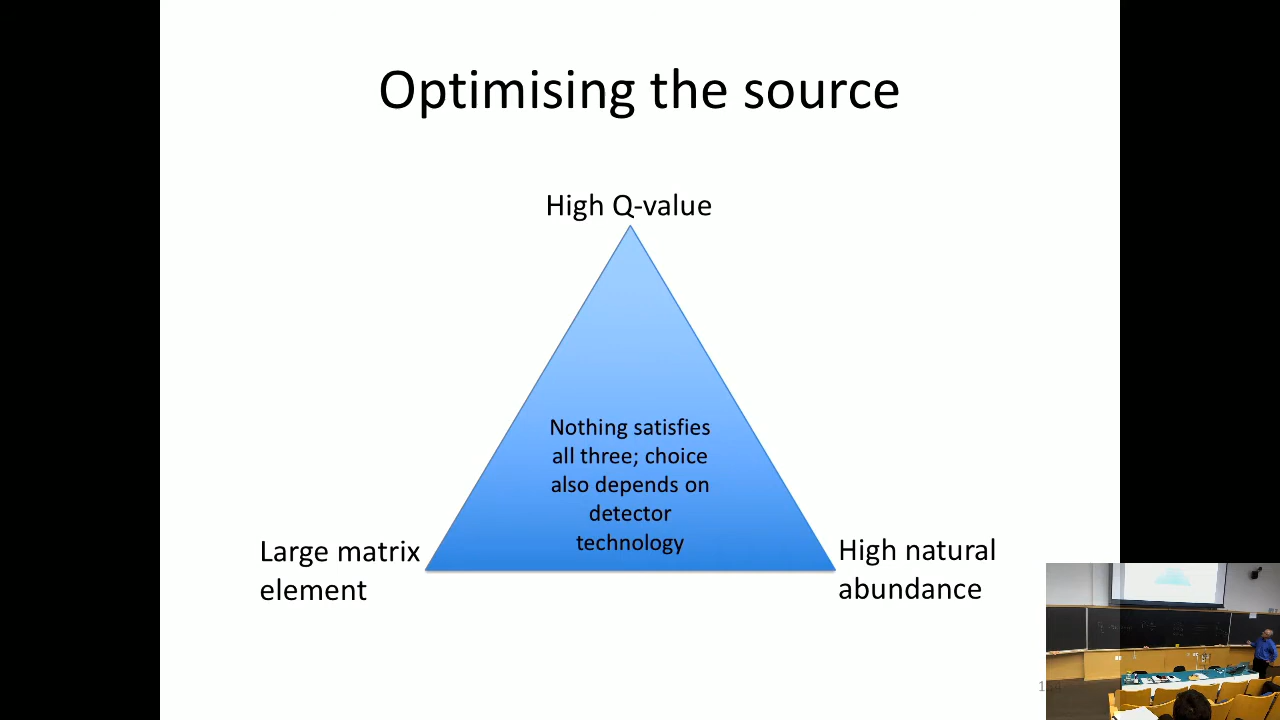 Optimising the source
High Q-value
Nothing satisfies
all three; choice
also depends on
detector
technology
Large matrix
element
High natural
abundance